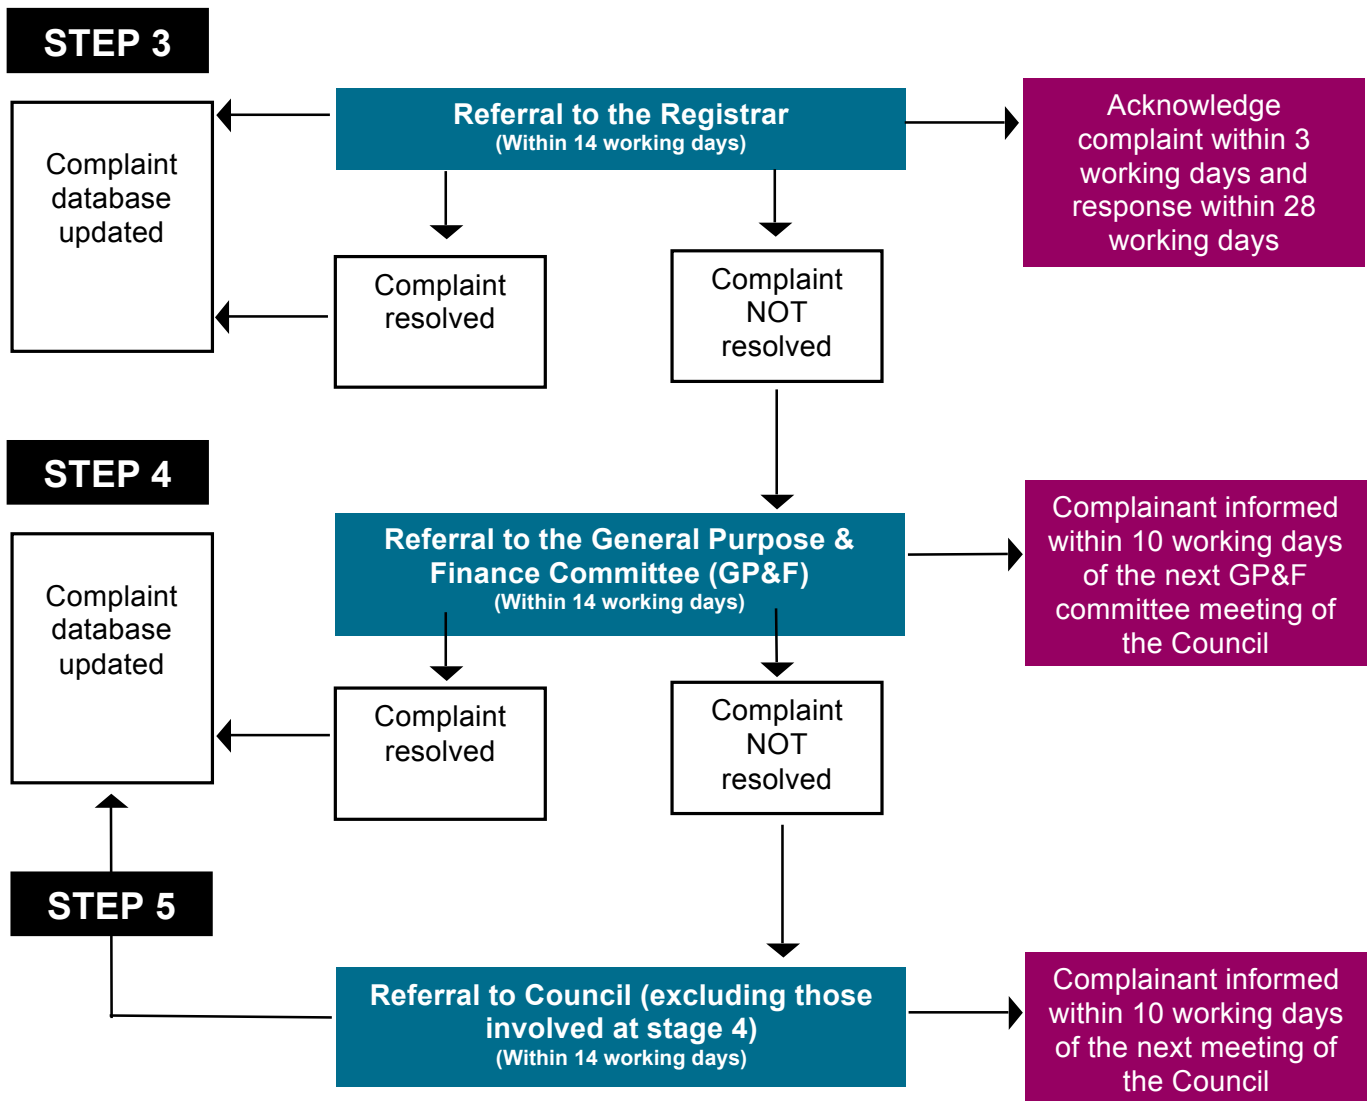 STEP 3
Complaint
database
updated
Referral to the Registrar
(Within 14 working days)
Acknowledge
complaint within 3
working days and
response within 28
working days
Complaint
resolved
Complaint
NOT
resolved
STEP 4
Complaint
database
updated
Referral to the General Purpose &
Finance Committee (GP&F)
(Within 14 working days)
Complainant informed
within 10 working days
of the next GP&F
committee meeting of
the Council
Complaint
resolved
Complaint
NOT
resolved
STEP 5
Referral to Council (excluding those
involved at stage 4)
(Within 14 working days)
Complainant informed
within 10 working days
of the next meeting of
the Council